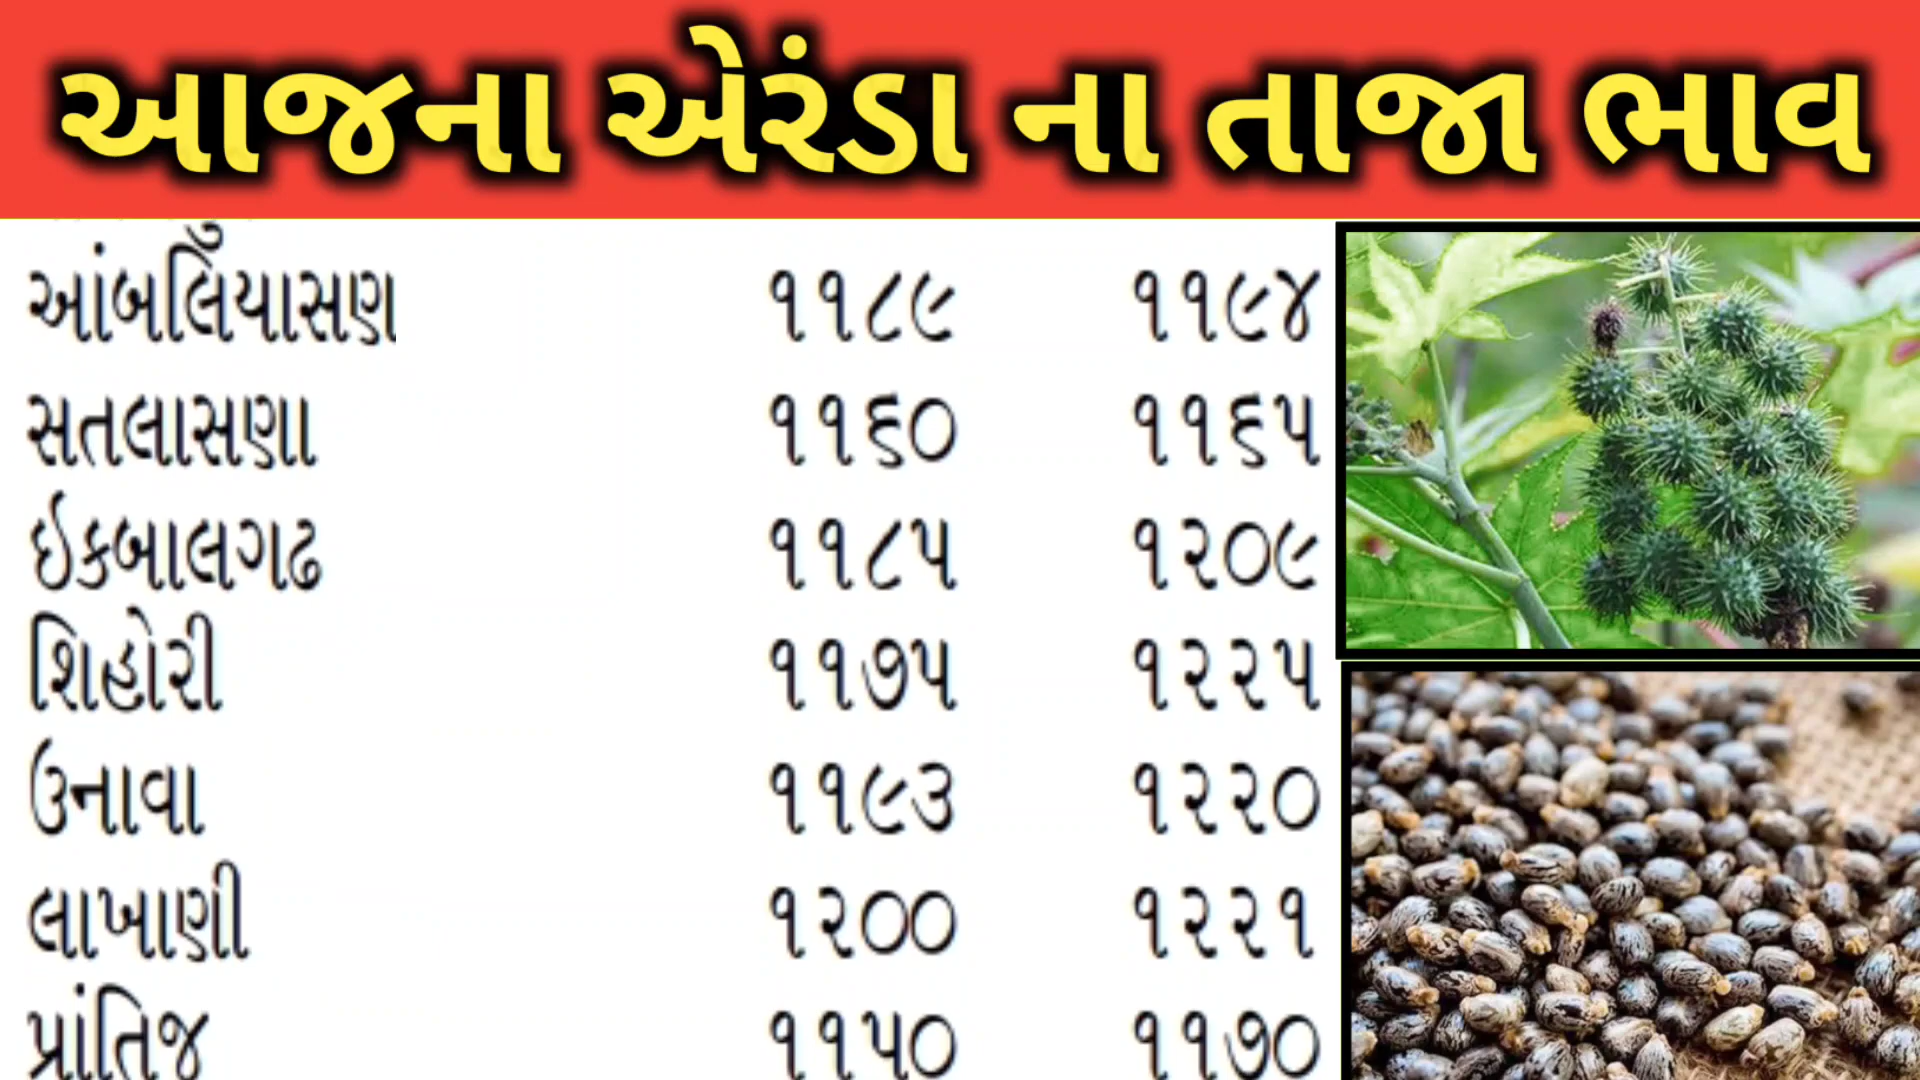 આજના એરંડા ના તાજા ભાવ
આંબલિયાસણ ૧૧૮૯ ૧૧૯૪
સતલાસણા ૧૧૬૦ ૧૧૬૫
ઇકબાલગઢ ૧૧૮૫ ૧૨૦૯
શિહોરી ૧૧૭૫ ૧૨૨૫
ઉનાવા ૧૧૯૩ ૧૨૨૦
લાખાણી ૧૨૦૦ ૧૨૨૧
પ્રાંતિજ ૧૧૫૦ ૧૧૭૦